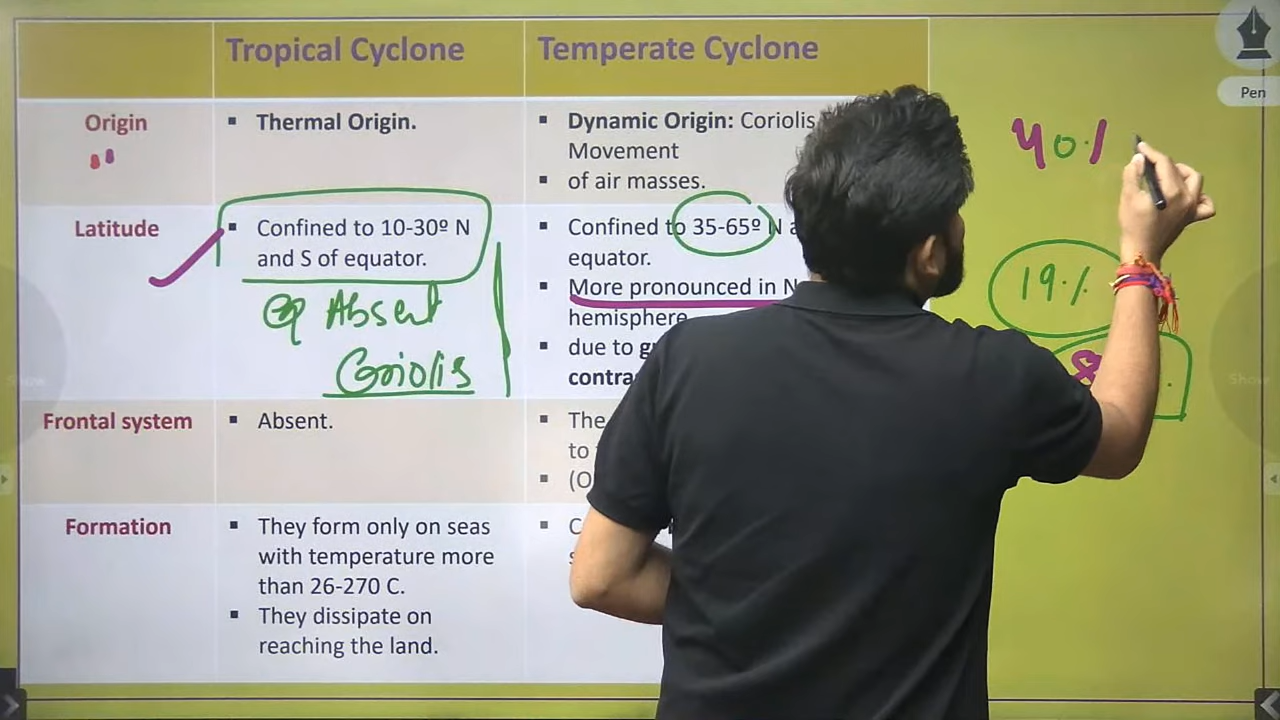 Tropical Cyclone
Temperate Cyclone
Pen
Origin
▪ Thermal Origin.
▪ Dynamic Origin: Coriolis
Movement
▪ of air masses.
40%
Latitude
▪ Confined to 10-30º N
and S of equator.
Absent
Coriolis
▪ Confined to 35-65º N
equator.
▪ More pronounced in
hemisphere
▪ due to
19%
Show
Show
Frontal system
▪ Absent.
▪ The
to
Formation
▪ They form only on seas
with temperature more
than 26-270 C.
▪ They dissipate on
reaching the land.